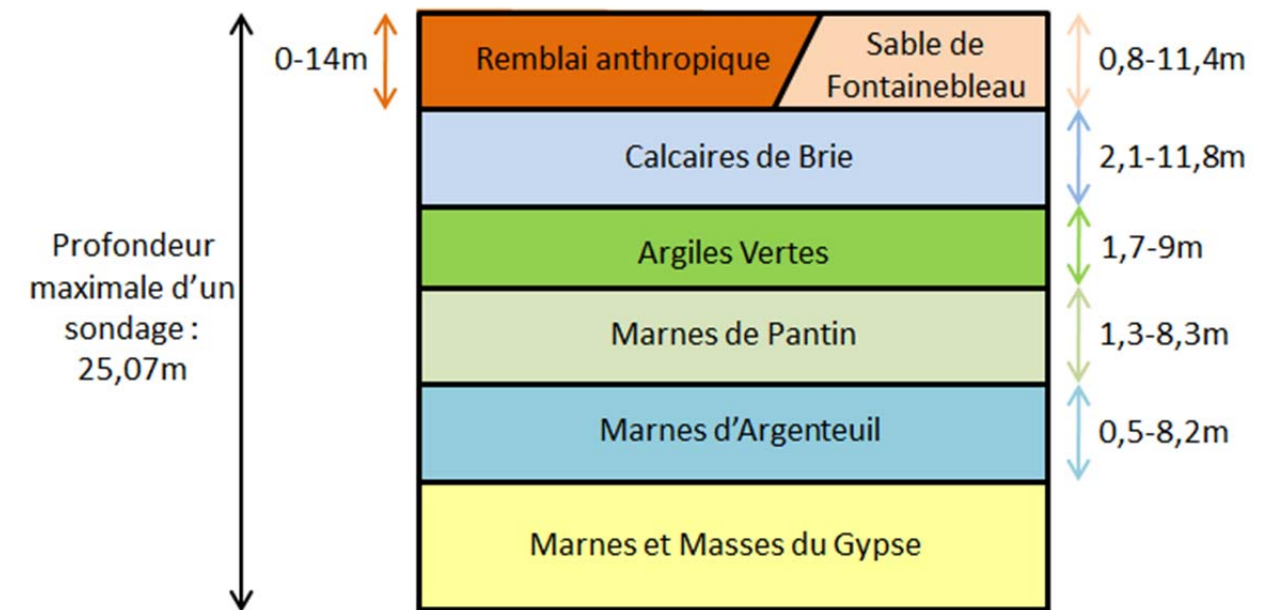 0-14m
Remblai anthropique
Sable de
Fontainebleau
0,8-11,4m
Calcaires de Brie
2,1-11,8m
Profondeur
maximale d’un
sondage :
25,07m
Argiles Vertes
1,7-9m
Marnes de Pantin
1,3-8,3m
Marnes d’Argenteuil
0,5-8,2m
Marnes et Masses du Gypse